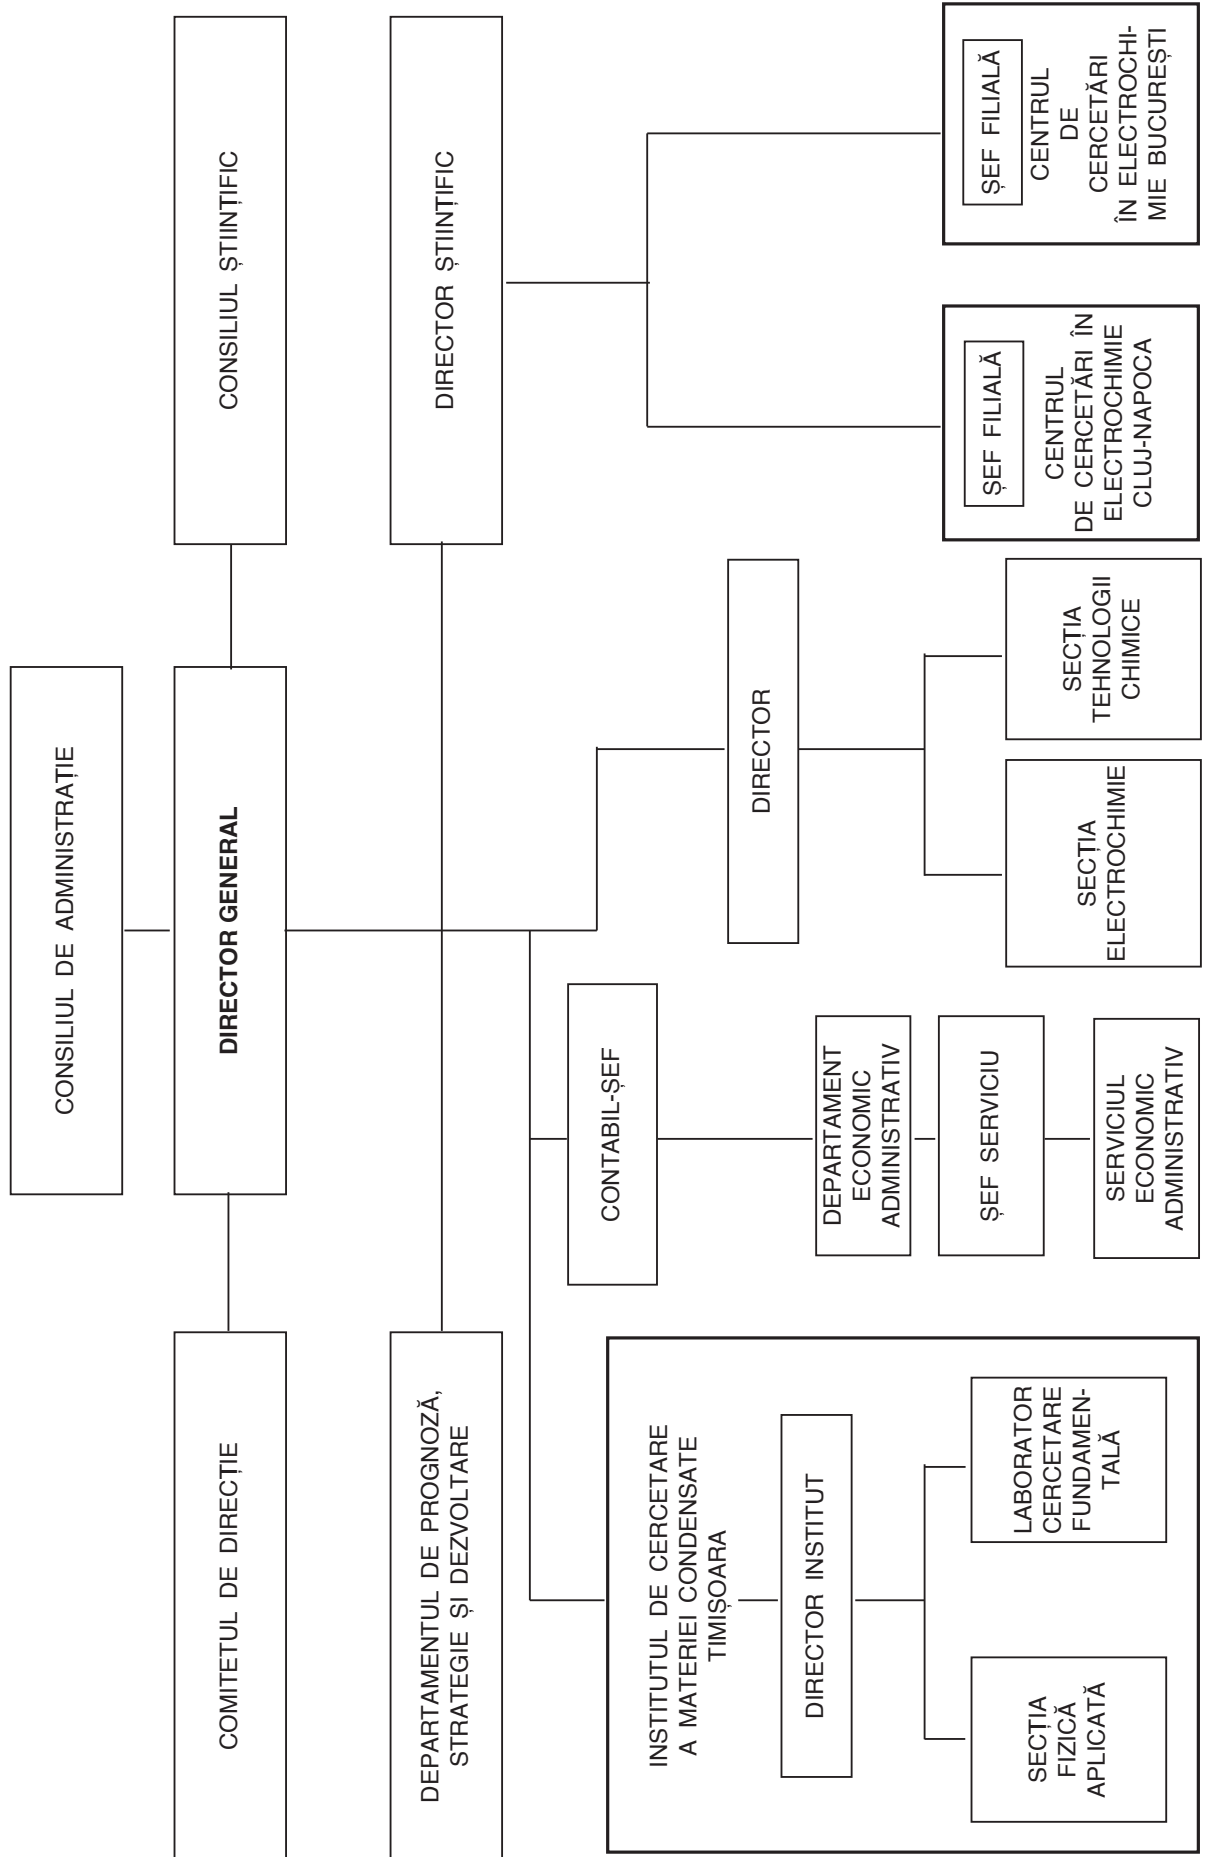 CONSILIUL DE ADMINISTRAȚIE
COMITETUL DE DIRECȚIE
DIRECTOR GENERAL
CONSILIUL ȘTIINȚIFIC
DEPARTAMENTUL DE PROGNOZĂ,
STRATEGIE ȘI DEZVOLTARE
DIRECTOR ȘTIINȚIFIC
INSTITUTUL DE CERCETARE
A MATERIEI CONDENSATE
TIMIȘOARA
DIRECTOR INSTITUT
SECȚIA
FIZICĂ
APLICATĂ
LABORATOR
CERCETARE
FUNDAMEN-
TALĂ
CONTABIL-ȘEF
DEPARTAMENT
ECONOMIC
ADMINISTRATIV
ȘEF SERVICIU
SERVICIUL
ECONOMIC
ADMINISTRATIV
DIRECTOR
SECȚIA
ELECTROCHIMIE
SECȚIA
TEHNOLOGII
CHIMICE
ȘEF FILIALĂ
CENTRUL
DE CERCETĂRI ÎN
ELECTROCHIMIE
CLUJ-NAPOCA
ȘEF FILIALĂ
CENTRUL
DE
CERCETĂRI
ÎN ELECTROCHI-
MIE BUCUREȘTI